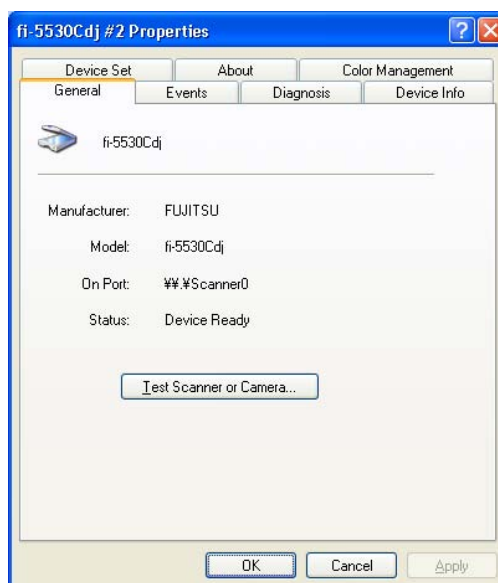 fi-5530Cdj #2 Properties
Device Set About Color Management
General Events Diagnosis Device Info
fi-5530Cdj
Manufacturer: FUJITSU
Model: fi-5530Cdj
On Port: ¥¥.¥Scanner0
Status: Device Ready
Test Scanner or Camera...
OK Cancel Apply